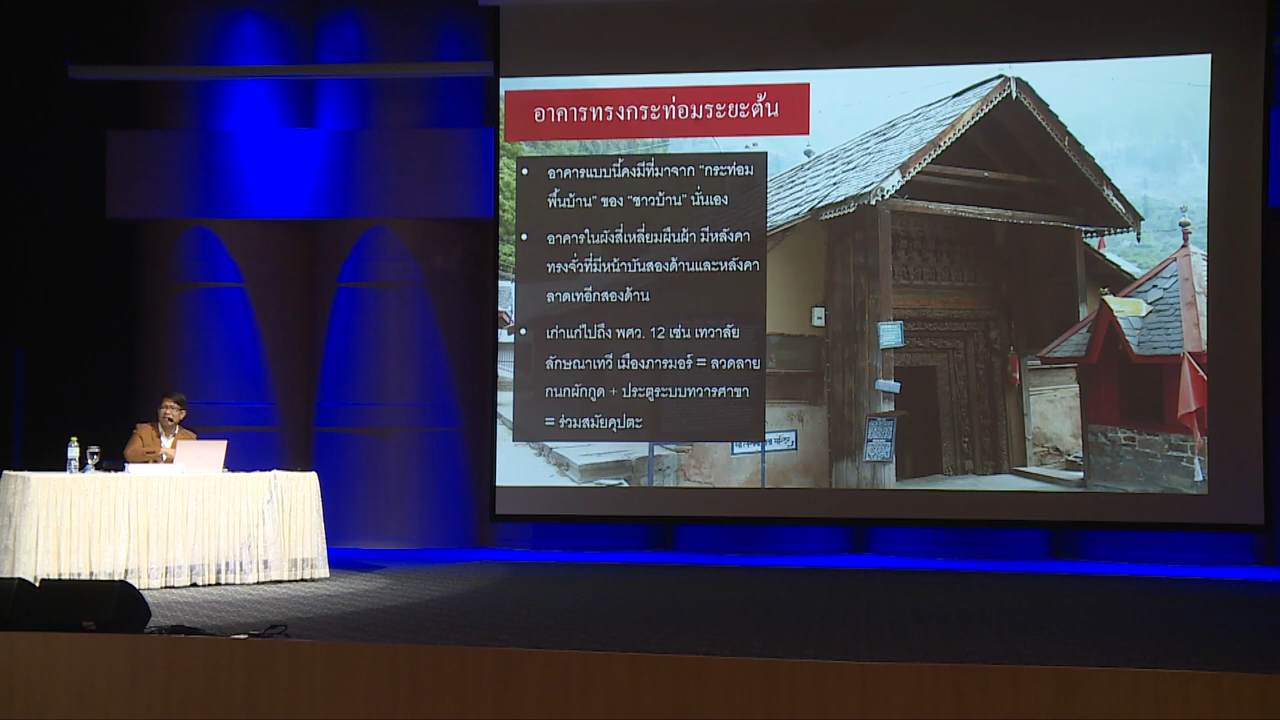 อาคารทรงกระท่อมระยะต้น
• อาคารแบบนี้คงมีที่มาจาก “กระท่อม
พื้นบ้าน” ของ “ชาวบ้าน” นั่นเอง
• อาคารในผังสี่เหลี่ยมผืนผ้า มีหลังคา
ทรงจั่วที่มีหน้าบันสองด้านและหลังคา
ลาดเทอีกสองด้าน
• เก่าแก่ไปถึง พศว. 12 เช่น เทวาลัย
ลักษณาเทวี เมืองภารมอร์ = ลวดลาย
กนกผักกูด + ประตูระบบทวารศาขา
= ร่วมสมัยคุปตะ